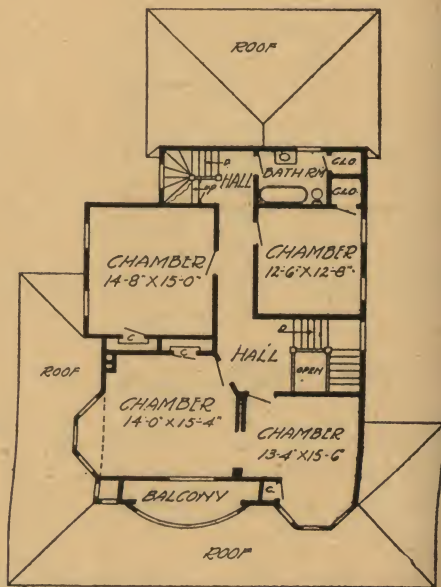 ROOF
D
UP
HALL
BATH RM
CLO.
CLO.
CHAMBER
14-8" X 15-0"
CHAMBER
12-6" X 12-8"
C
C
D
HALL
OPEN
ROOF
CHAMBER
14-0" X 15-4"
CHAMBER
13-4" X 15-6"
BALCONY
C.
ROOF